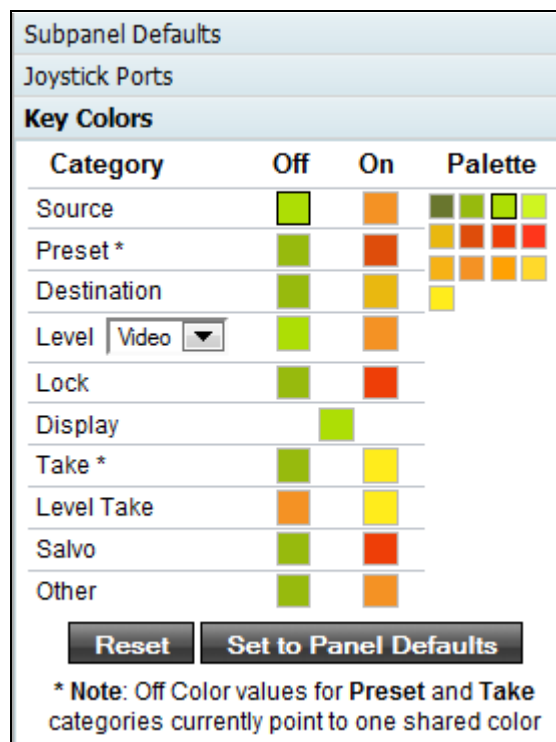 Subpanel Defaults
Joystick Ports
Key Colors
Category Off On Palette
Source
Preset *
Destination
Level Video
Lock
Display
Take *
Level Take
Salvo
Other
Reset Set to Panel Defaults
* Note: Off Color values for Preset and Take
categories currently point to one shared color